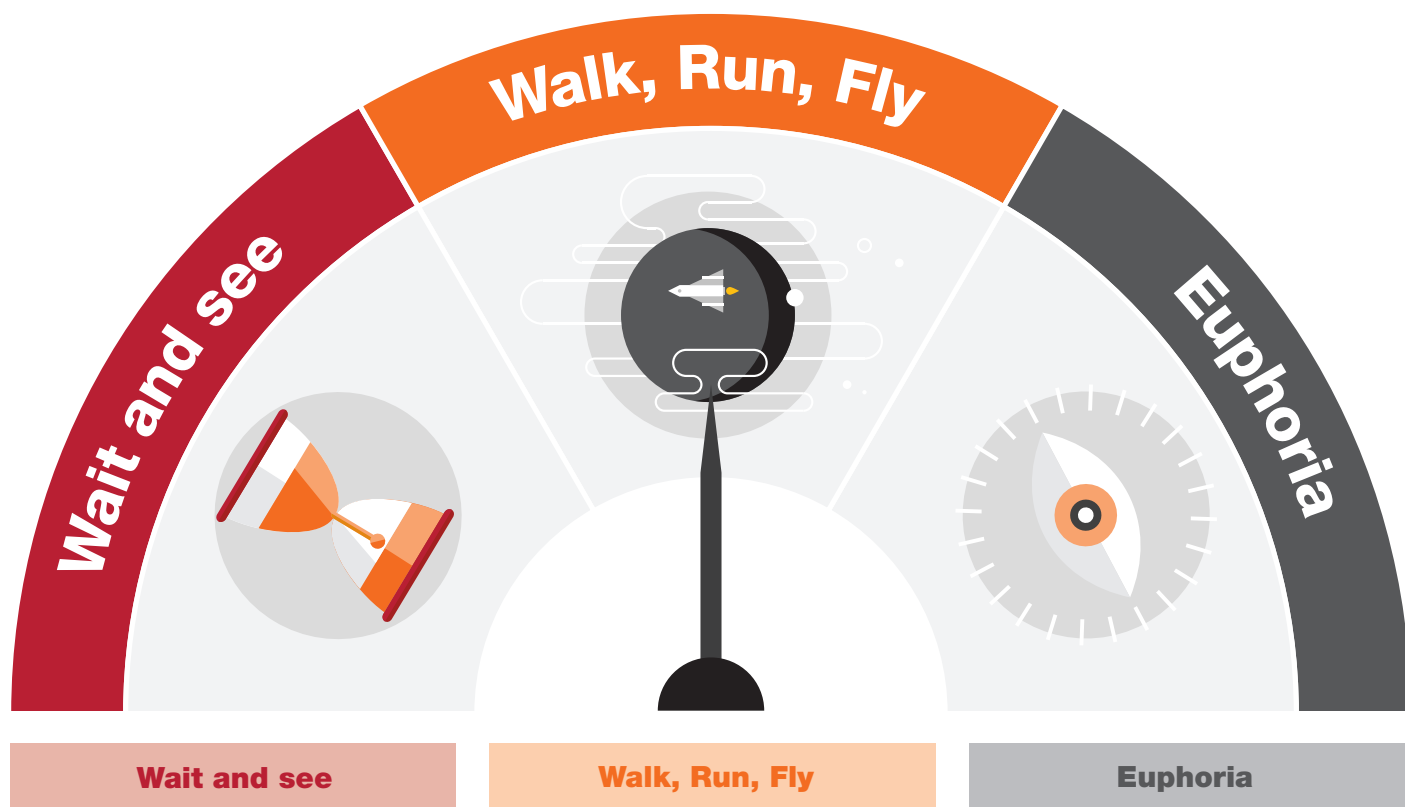 Wait and see
Walk, Run, Fly
Euphoria
Wait and see
Walk, Run, Fly
Euphoria